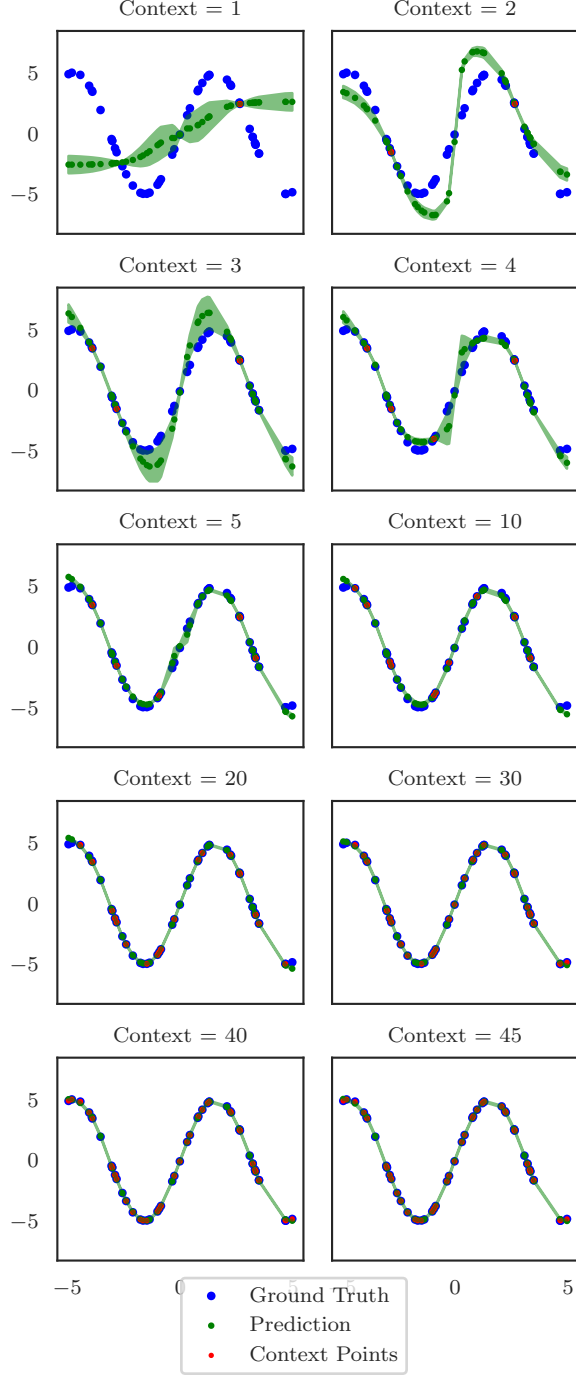 Context = 1 Context = 2
5
0
−5
Context = 3 Context = 4
5
0
−5
Context = 5 Context = 10
5
0
−5
Context = 20 Context = 30
5
0
−5
Context = 40 Context = 45
5
0
−5
−5 0 5 −5 0 5
Ground Truth
Prediction
Context Points